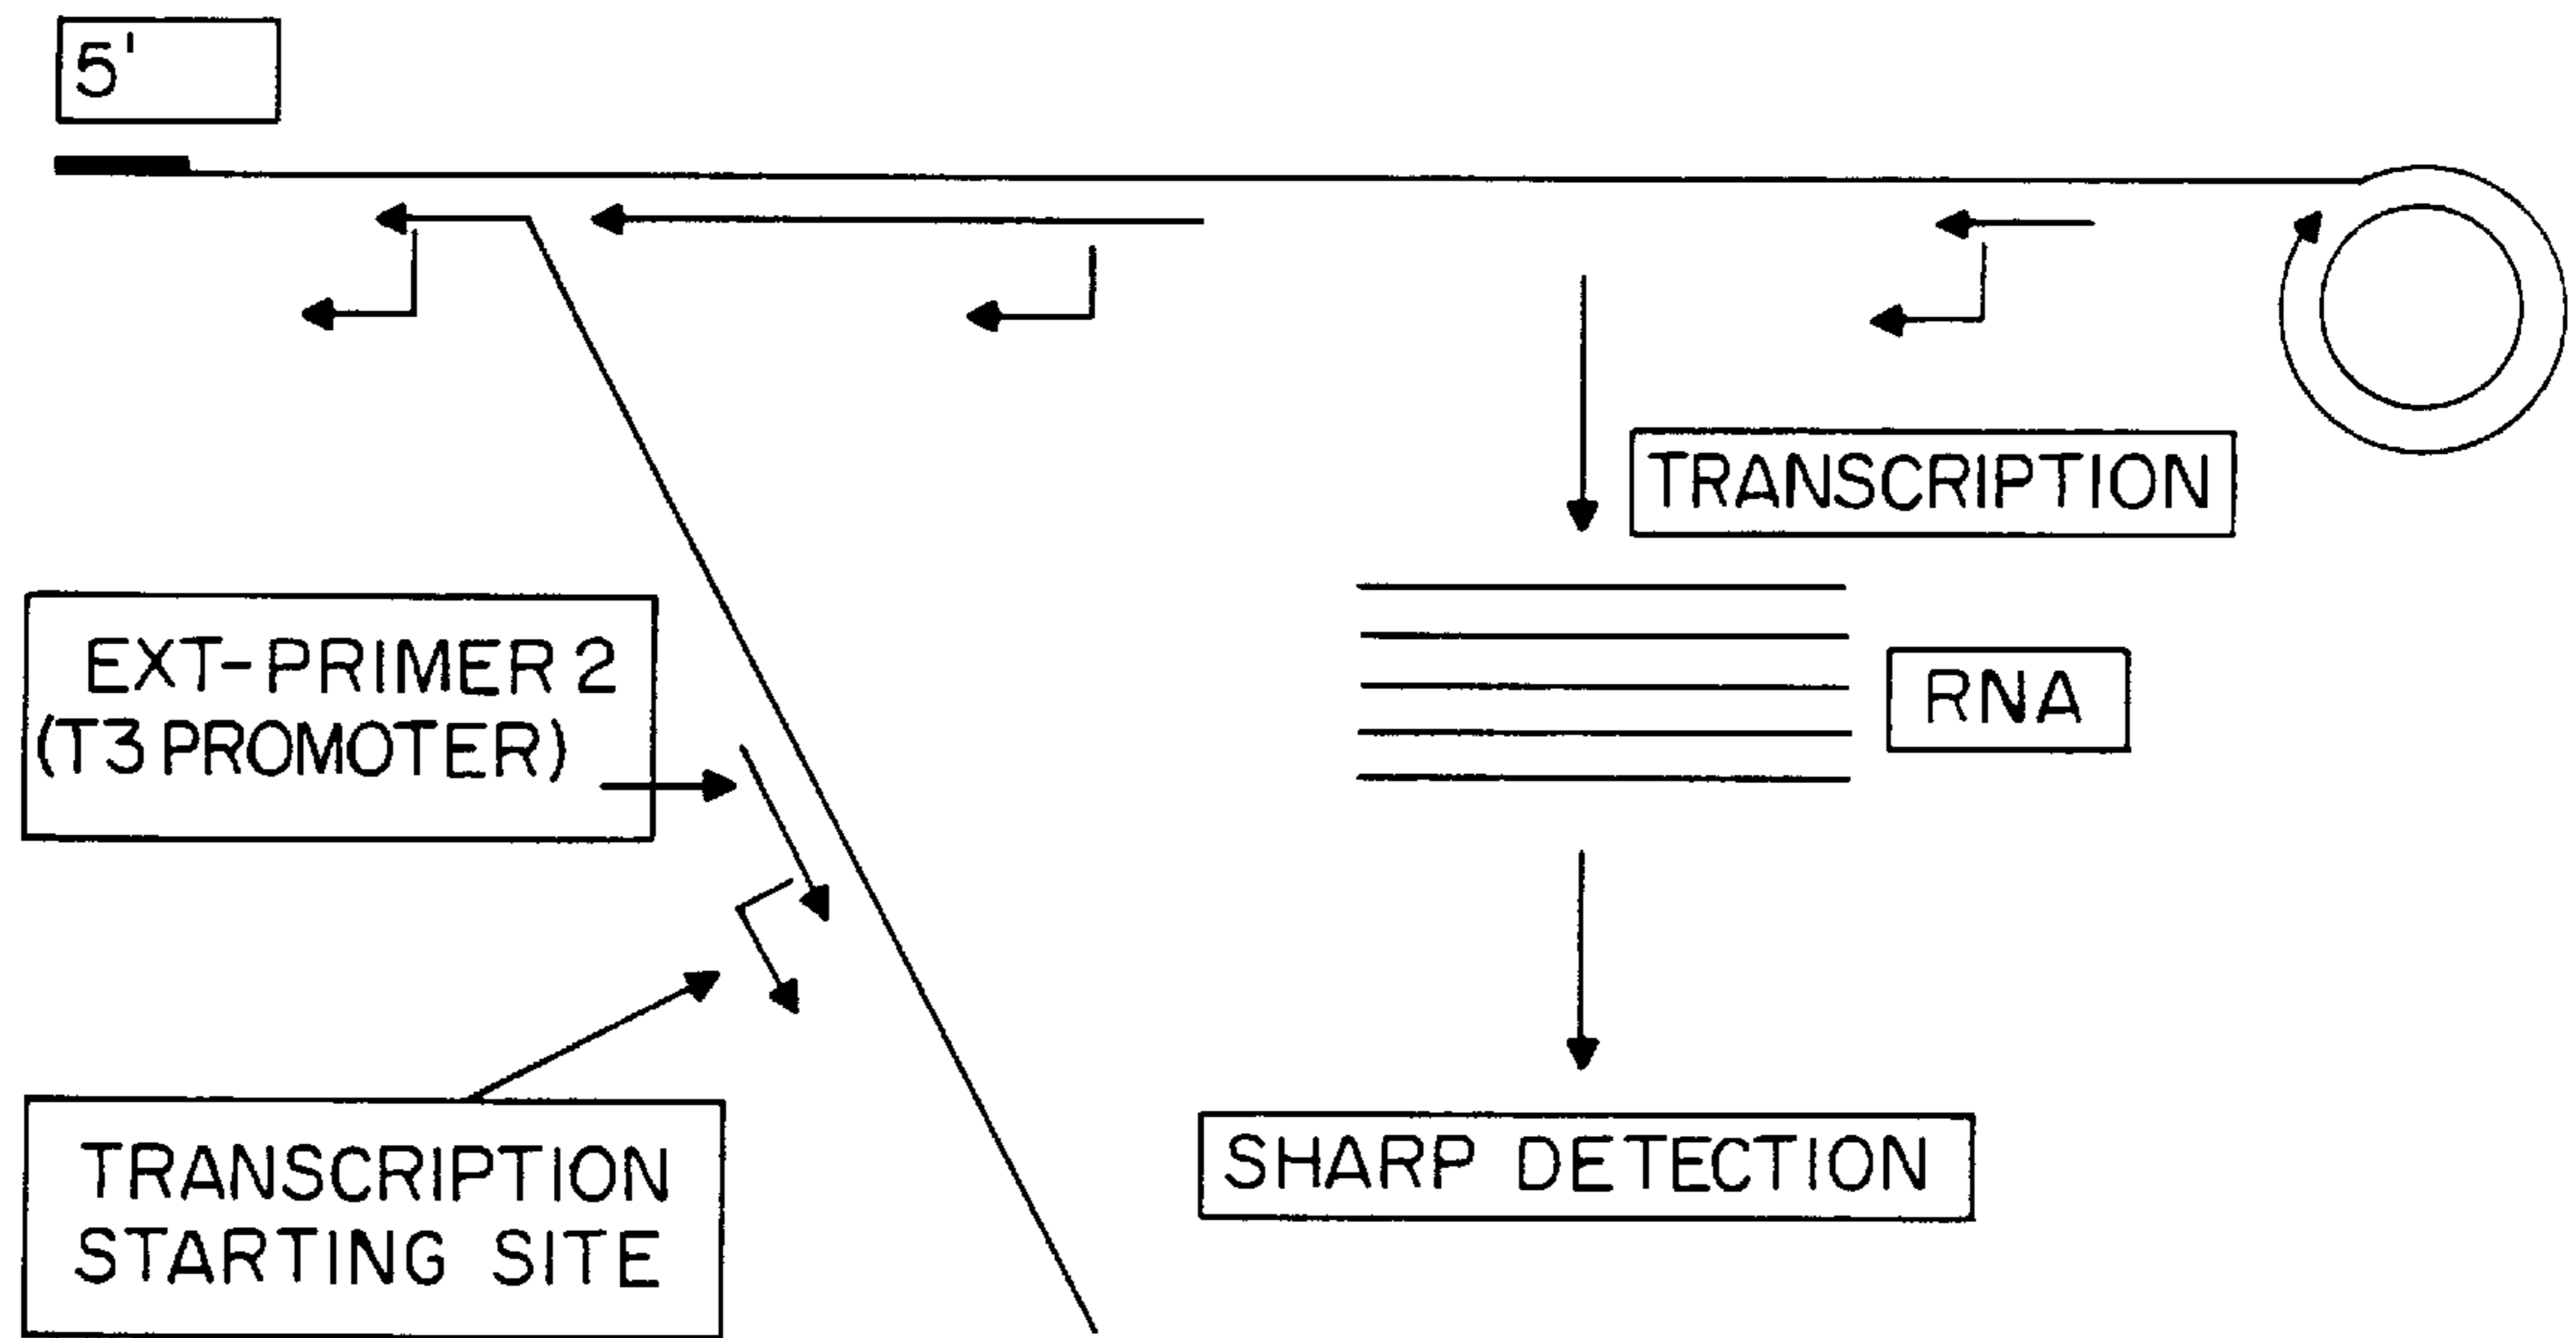 5'
TRANSCRIPTION
EXT-PRIMER 2
(T3 PROMOTER)
RNA
TRANSCRIPTION
STARTING SITE
SHARP DETECTION